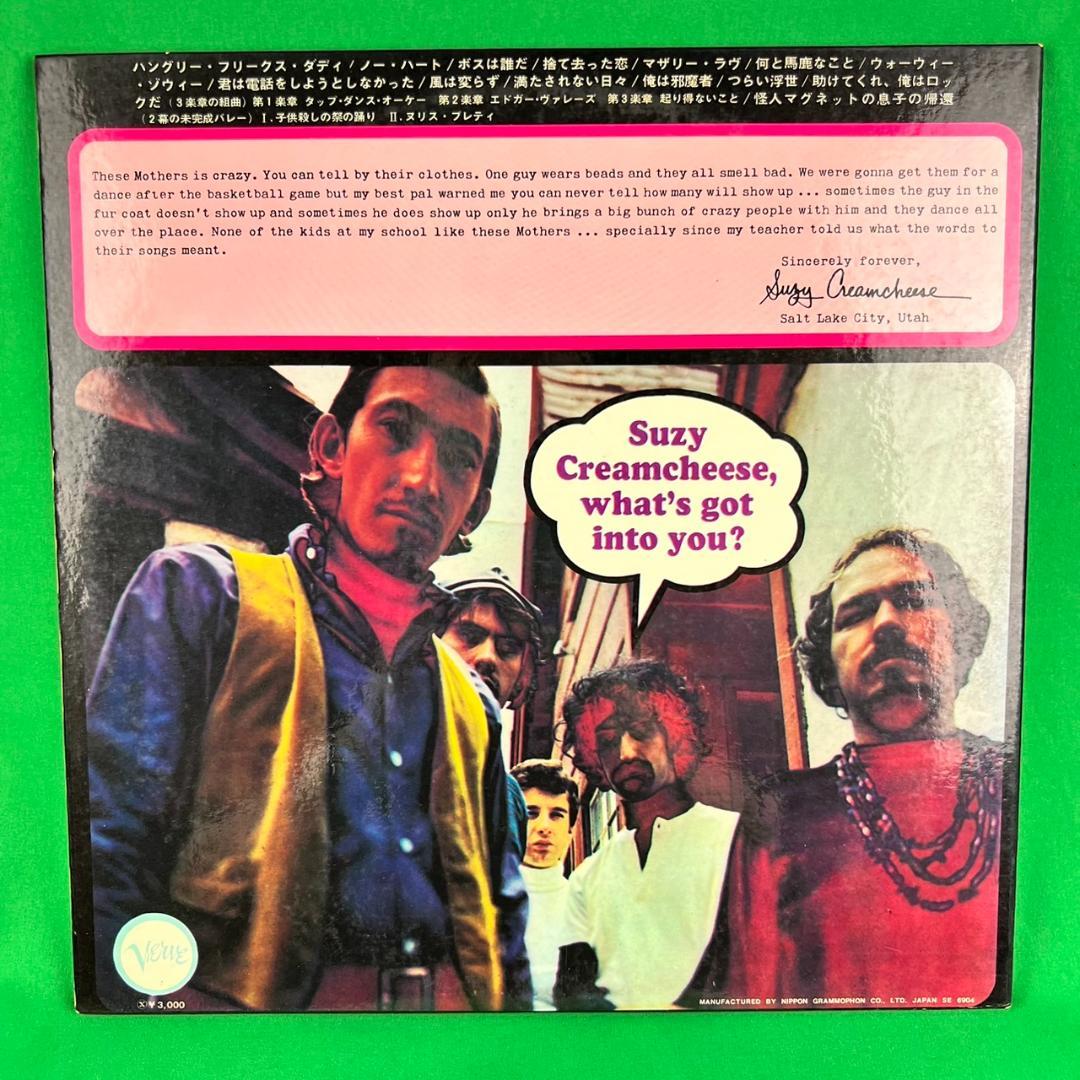 ハングリー・フリークス・ダディ/ノー・ハート/ボスは誰だ/捨て去った恋/マザリー・ラヴ/何と馬鹿なこと/ウォーウィー
・ゾウィー/君は電話をしようとしなかった/風は変らず/満たされない日々/俺は邪魔者/つらい浮世/助けてくれ、俺はロッ
クだ(3楽章の組曲)第1楽章 タップ・ダンス・オーケー 第2楽章 エドガー・ヴァレーズ 第3楽章 起り得ないこと/怪人マグネットの息子の帰還
(2幕の未完成バレー) I.子供殺しの祭の踊り II.ヌリス・プレティ
These Mothers is crazy. You can tell by their clothes. One guy wears beads and they all smell bad. We were gonna get them for a
dance after the basketball game but my best pal warned me you can never tell how many will show up ... sometimes the guy in the
fur coat doesn't show up and sometimes he does show up only he brings a big bunch of crazy people with him and they dance all
over the place. None of the kids at my school like these Mothers ... specially since my teacher told us what the words to
their songs meant.
Sincerely forever,
Suzy Creamcheese
Salt Lake City, Utah
Suzy
Creamcheese,
what's got
into you?
Verve
Ⓧ¥3,000
MANUFACTURED BY NIPPON GRAMMOPHON CO., LTD. JAPAN SE 6904